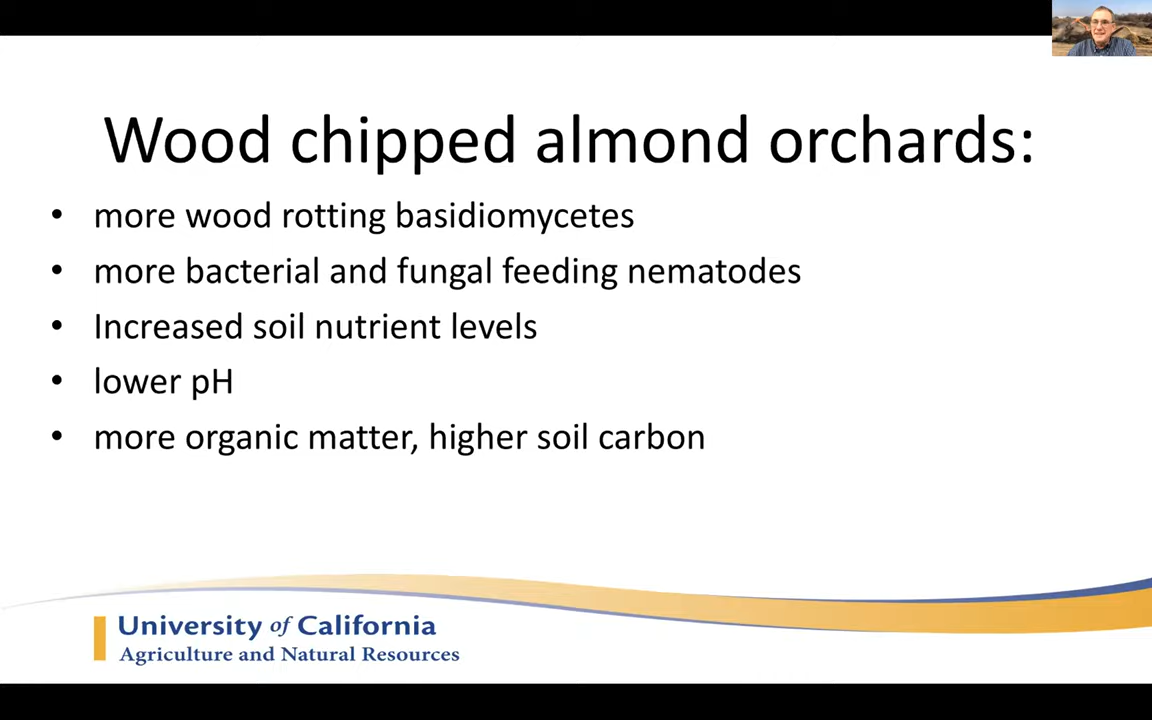 Wood chipped almond orchards:
• more wood rotting basidiomycetes
• more bacterial and fungal feeding nematodes
• Increased soil nutrient levels
• lower pH
• more organic matter, higher soil carbon
University of California
Agriculture and Natural Resources